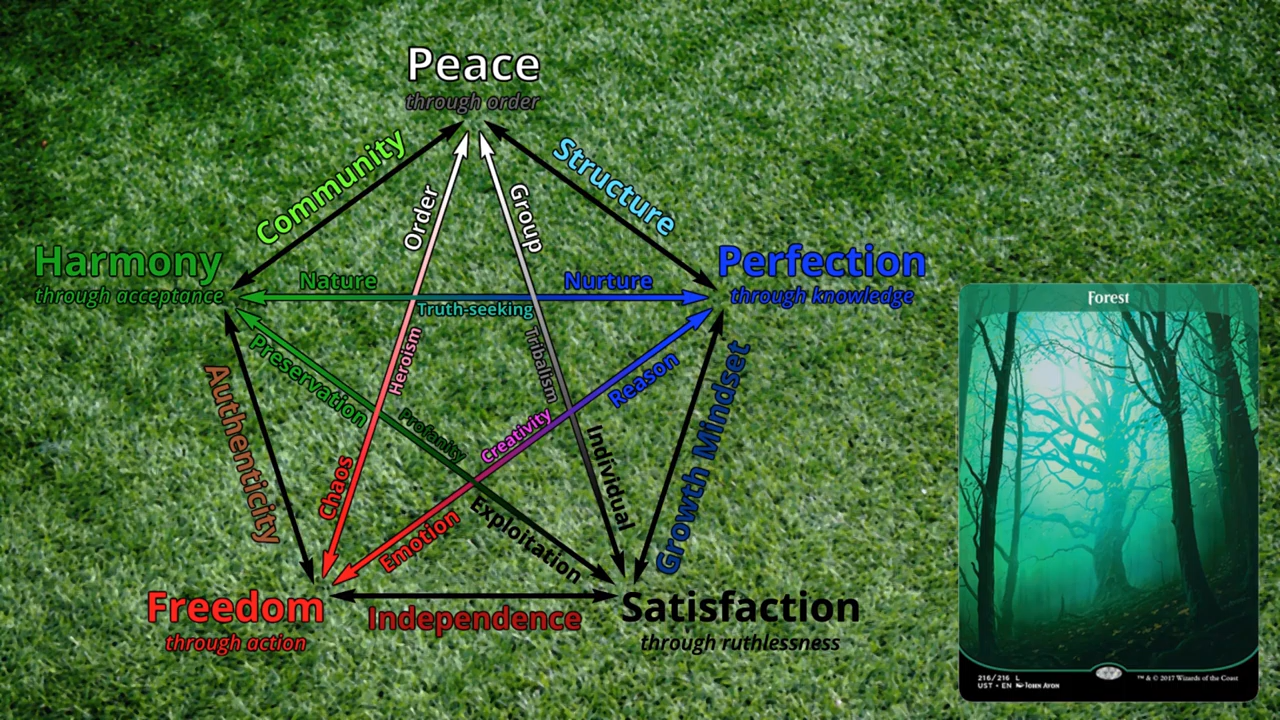 Peace
through order
Community
Structure
Order
Group
Harmony
through acceptance
Nature
Nurture
Perfection
through knowledge
Truth-seeking
Heroism
Tribalism
Preservation
Reason
Authenticity
Growth Mindset
Profanity
Creativity
Individual
Chaos
Emotion
Exploitation
Freedom
through action
Independence
Satisfaction
through ruthlessness
Forest
216/216 L
UST • EN John Avon
™ & © 2017 Wizards of the Coast